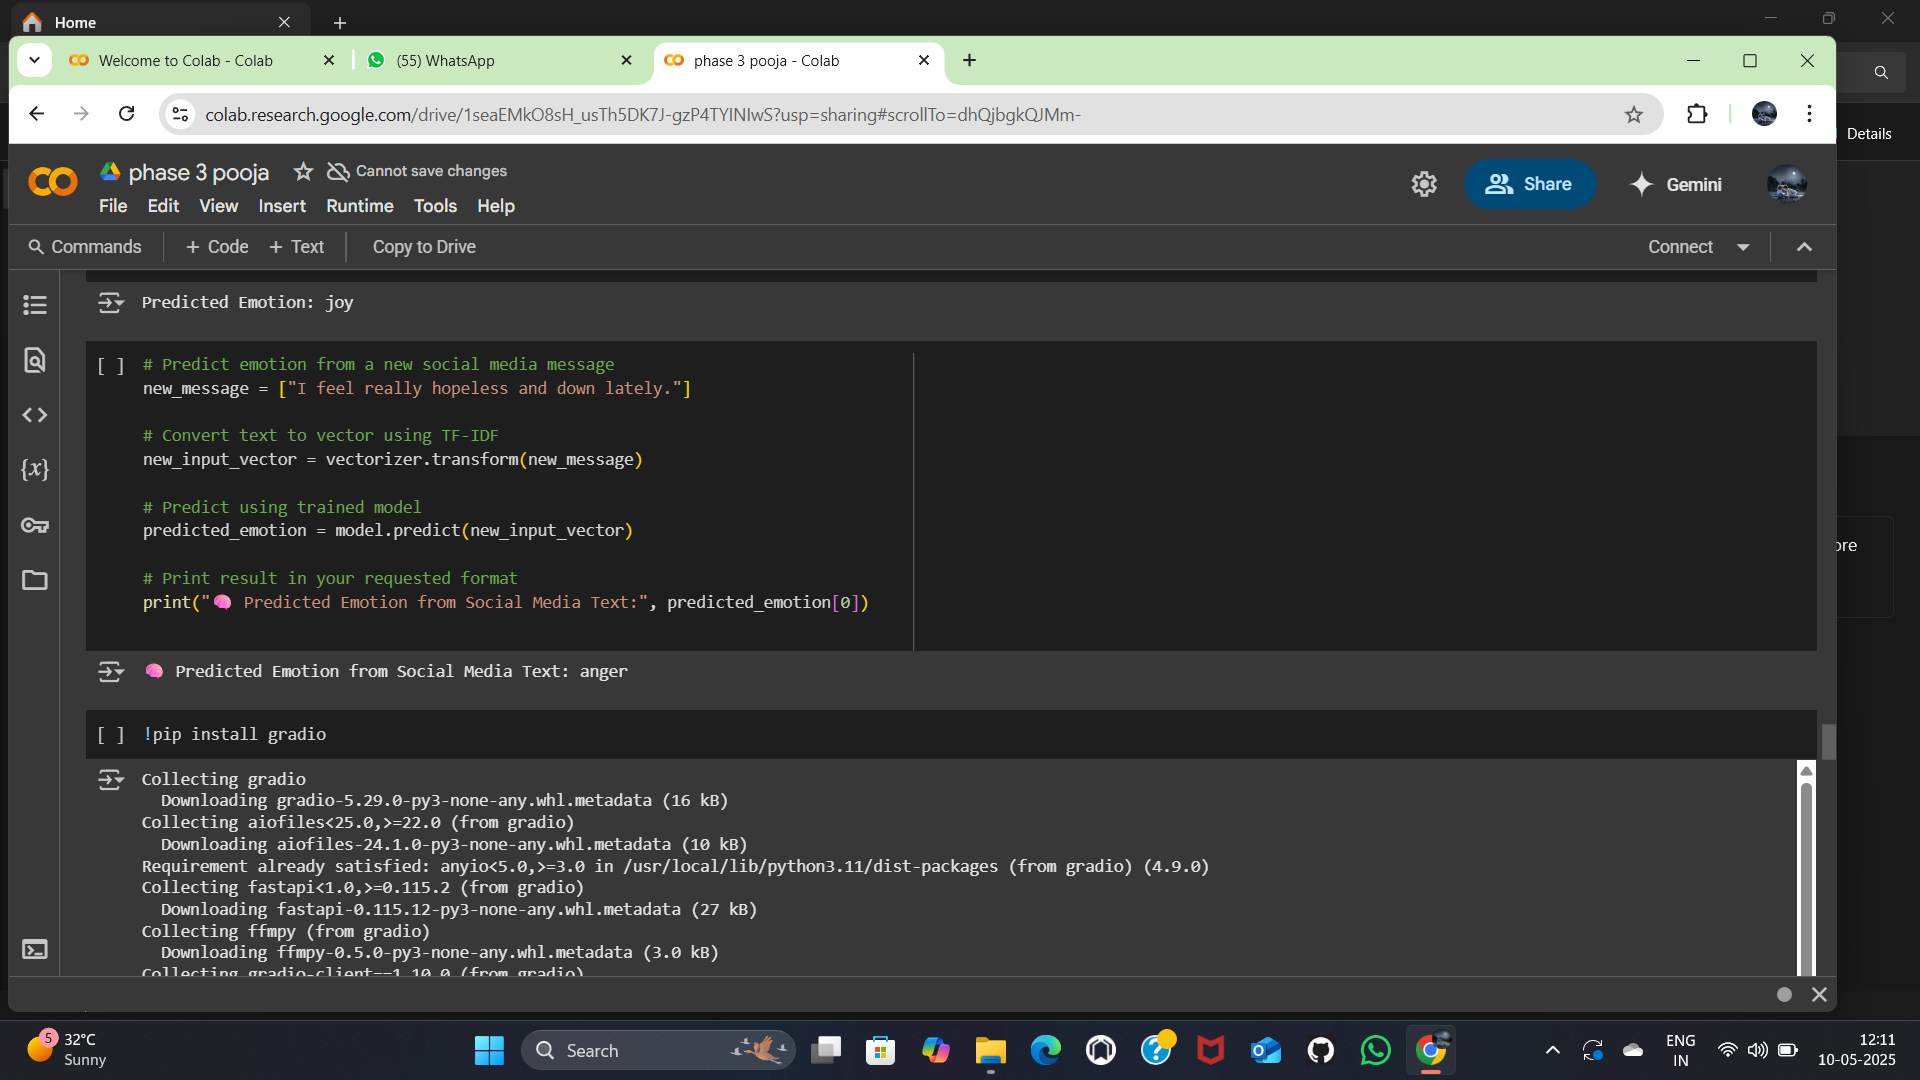 Home
Welcome to Colab - Colab
(55) WhatsApp
phase 3 pooja - Colab
colab.research.google.com/drive/1seaEMkO8sH_usTh5DK7J-gzP4TYINIwS?usp=sharing#scrollTo=dhQjbgkQJMm-
Details
phase 3 pooja
Cannot save changes
Share
Gemini
File Edit View Insert Runtime Tools Help
Commands + Code + Text Copy to Drive
Connect
Predicted Emotion: joy
[ ] # Predict emotion from a new social media message
new_message = ["I feel really hopeless and down lately."]
# Convert text to vector using TF-IDF
new_input_vector = vectorizer.transform(new_message)
# Predict using trained model
predicted_emotion = model.predict(new_input_vector)
# Print result in your requested format
print("🧠 Predicted Emotion from Social Media Text:", predicted_emotion[0])
🧠 Predicted Emotion from Social Media Text: anger
[ ] !pip install gradio
Collecting gradio
Downloading gradio-5.29.0-py3-none-any.whl.metadata (16 kB)
Collecting aiofiles<25.0,>=22.0 (from gradio)
Downloading aiofiles-24.1.0-py3-none-any.whl.metadata (10 kB)
Requirement already satisfied: anyio<5.0,>=3.0 in /usr/local/lib/python3.11/dist-packages (from gradio) (4.9.0)
Collecting fastapi<1.0,>=0.115.2 (from gradio)
Downloading fastapi-0.115.12-py3-none-any.whl.metadata (27 kB)
Collecting ffmpy (from gradio)
Downloading ffmpy-0.5.0-py3-none-any.whl.metadata (3.0 kB)
Collecting gradio-client==1.10.0 (from gradio)
5
32°C
Sunny
Search
ENG
IN
12:11
10-05-2025